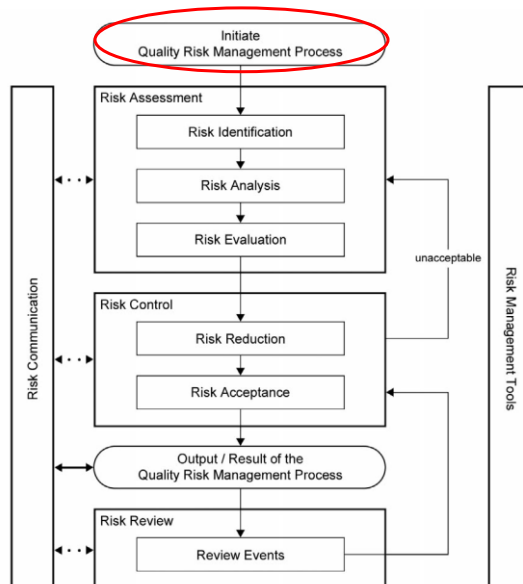 Initiate
Quality Risk Management Process
Risk Assessment
Risk Identification
Risk Analysis
Risk Evaluation
unacceptable
Risk Control
Risk Reduction
Risk Acceptance
Output / Result of the
Quality Risk Management Process
Risk Review
Review Events
Risk Communication
Risk Management Tools